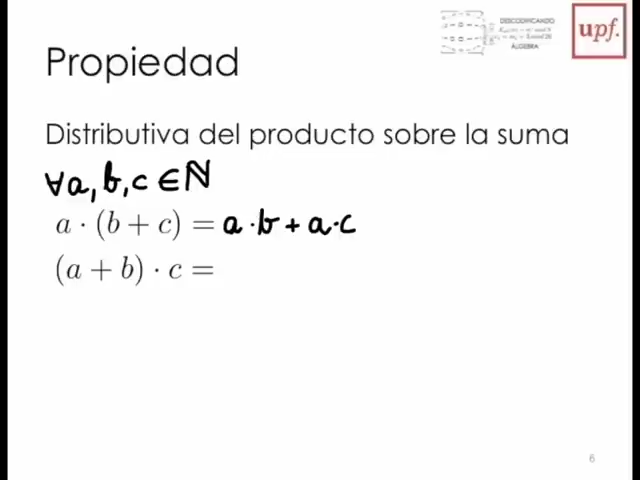 DESCODIFICANDO
ÁLGEBRA
upf.
Propiedad
Distributiva del producto sobre la suma
∀a, b, c ∈ ℕ
a · (b + c) = a · b + a · c
(a + b) · c =
6